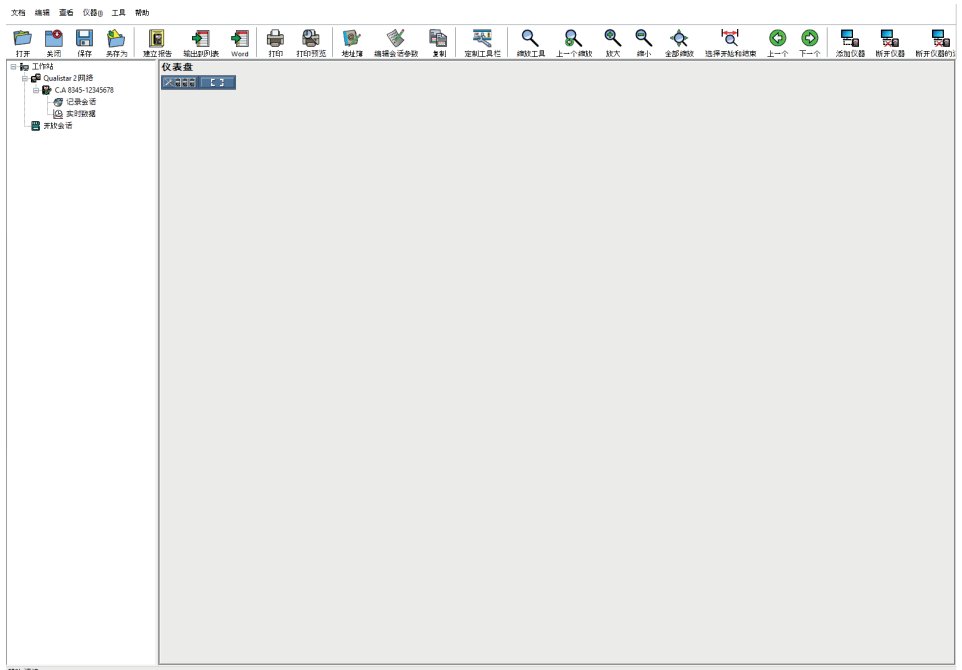 文档 编辑 查看 仪器(I) 工具 帮助
打开 关闭 保存 另存为 建立报告 输出到列表 Word 打印 打印预览 地址簿 编辑会话参数 复制 定制工具栏 缩放工具 上一个缩放 放大 缩小 全部缩放 选择开始和结束 上一个 下一个 添加仪器 断开仪器 断开仪器的
工作站
Qualistar 2 网络
C.A 8345-12345678
记录会话
实时数据
开放会话
仪表盘